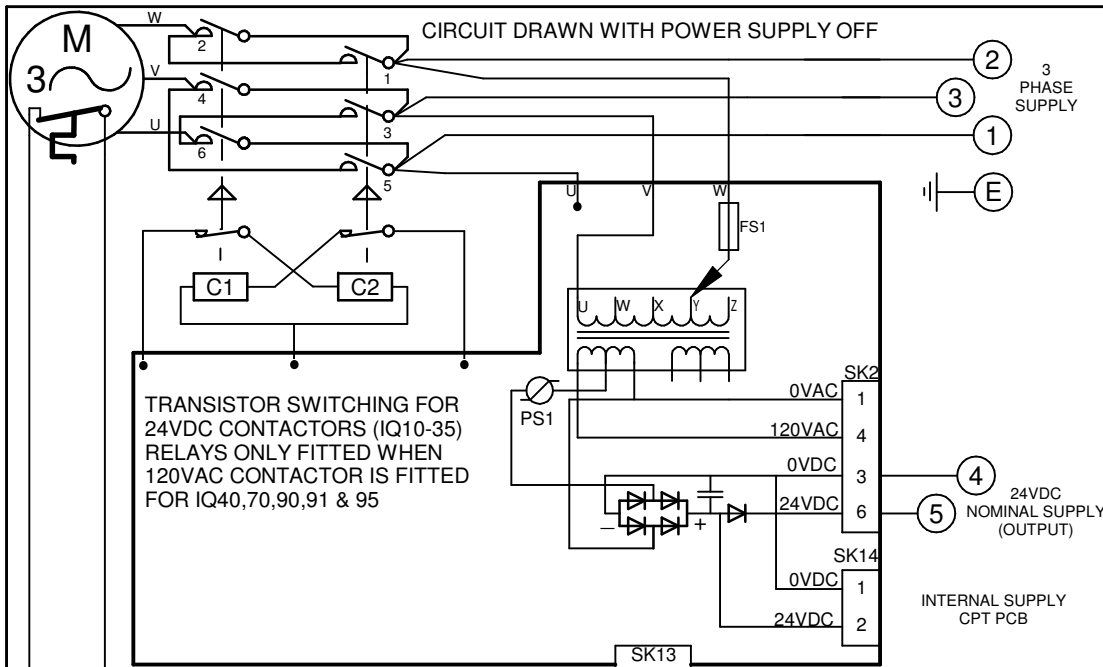 CIRCUIT DRAWN WITH POWER SUPPLY OFF
M
3
W
V
U
2
4
6
1
3
5
2
3
1
E
3
PHASE
SUPPLY
U
V
W
FS1
C1
C2
U W X Y Z
PS1
TRANSISTOR SWITCHING FOR
24VDC CONTACTORS (IQ10-35)
RELAYS ONLY FITTED WHEN
120VAC CONTACTOR IS FITTED
FOR IQ40,70,90,91 & 95
SK2
0VAC 1
120VAC 4
0VDC 3
24VDC 6
4
5
24VDC
NOMINAL SUPPLY
(OUTPUT)
– +
SK14
0VDC 1
24VDC 2
INTERNAL SUPPLY
CPT PCB
SK13